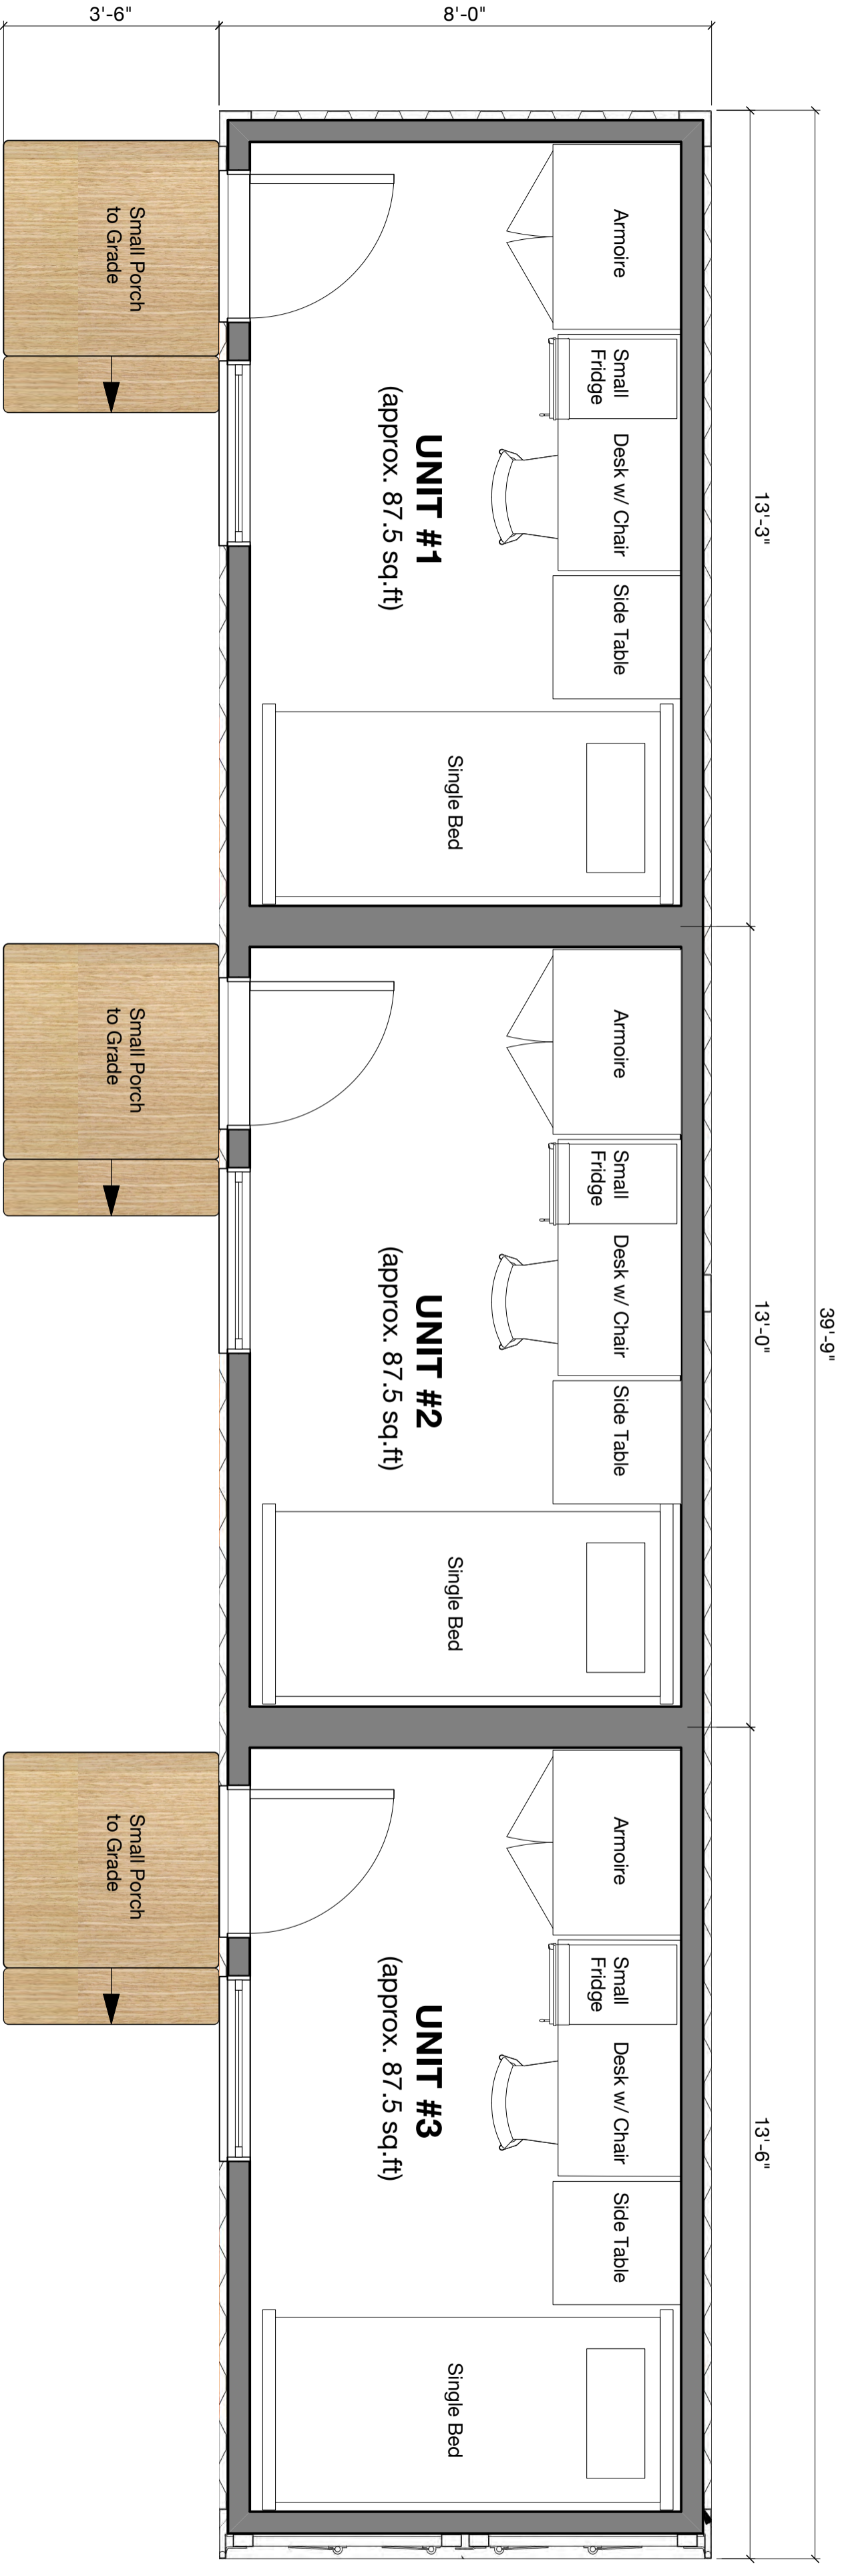 39'-9"
13'-3"
13'-0"
13'-6"
8'-0"
3'-6"
Armoire
Small
Fridge
Desk w/ Chair
Side Table
Single Bed
UNIT #1
(approx. 87.5 sq.ft)
Small Porch
to Grade
Armoire
Small
Fridge
Desk w/ Chair
Side Table
Single Bed
UNIT #2
(approx. 87.5 sq.ft)
Small Porch
to Grade
Armoire
Small
Fridge
Desk w/ Chair
Side Table
Single Bed
UNIT #3
(approx. 87.5 sq.ft)
Small Porch
to Grade